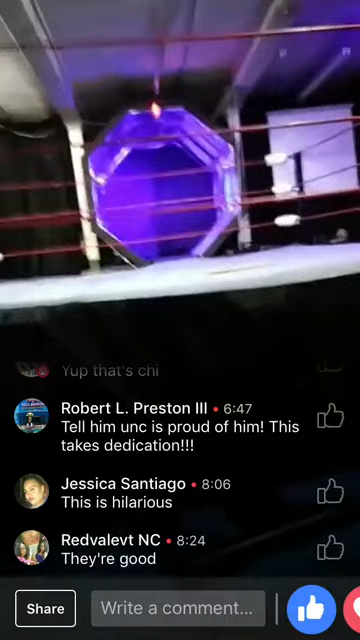 Yup that's chi
Robert L. Preston III • 6:47
Tell him unc is proud of him! This
takes dedication!!!
Jessica Santiago • 8:06
This is hilarious
Redvalevt NC • 8:24
They're good
Share
Write a comment...